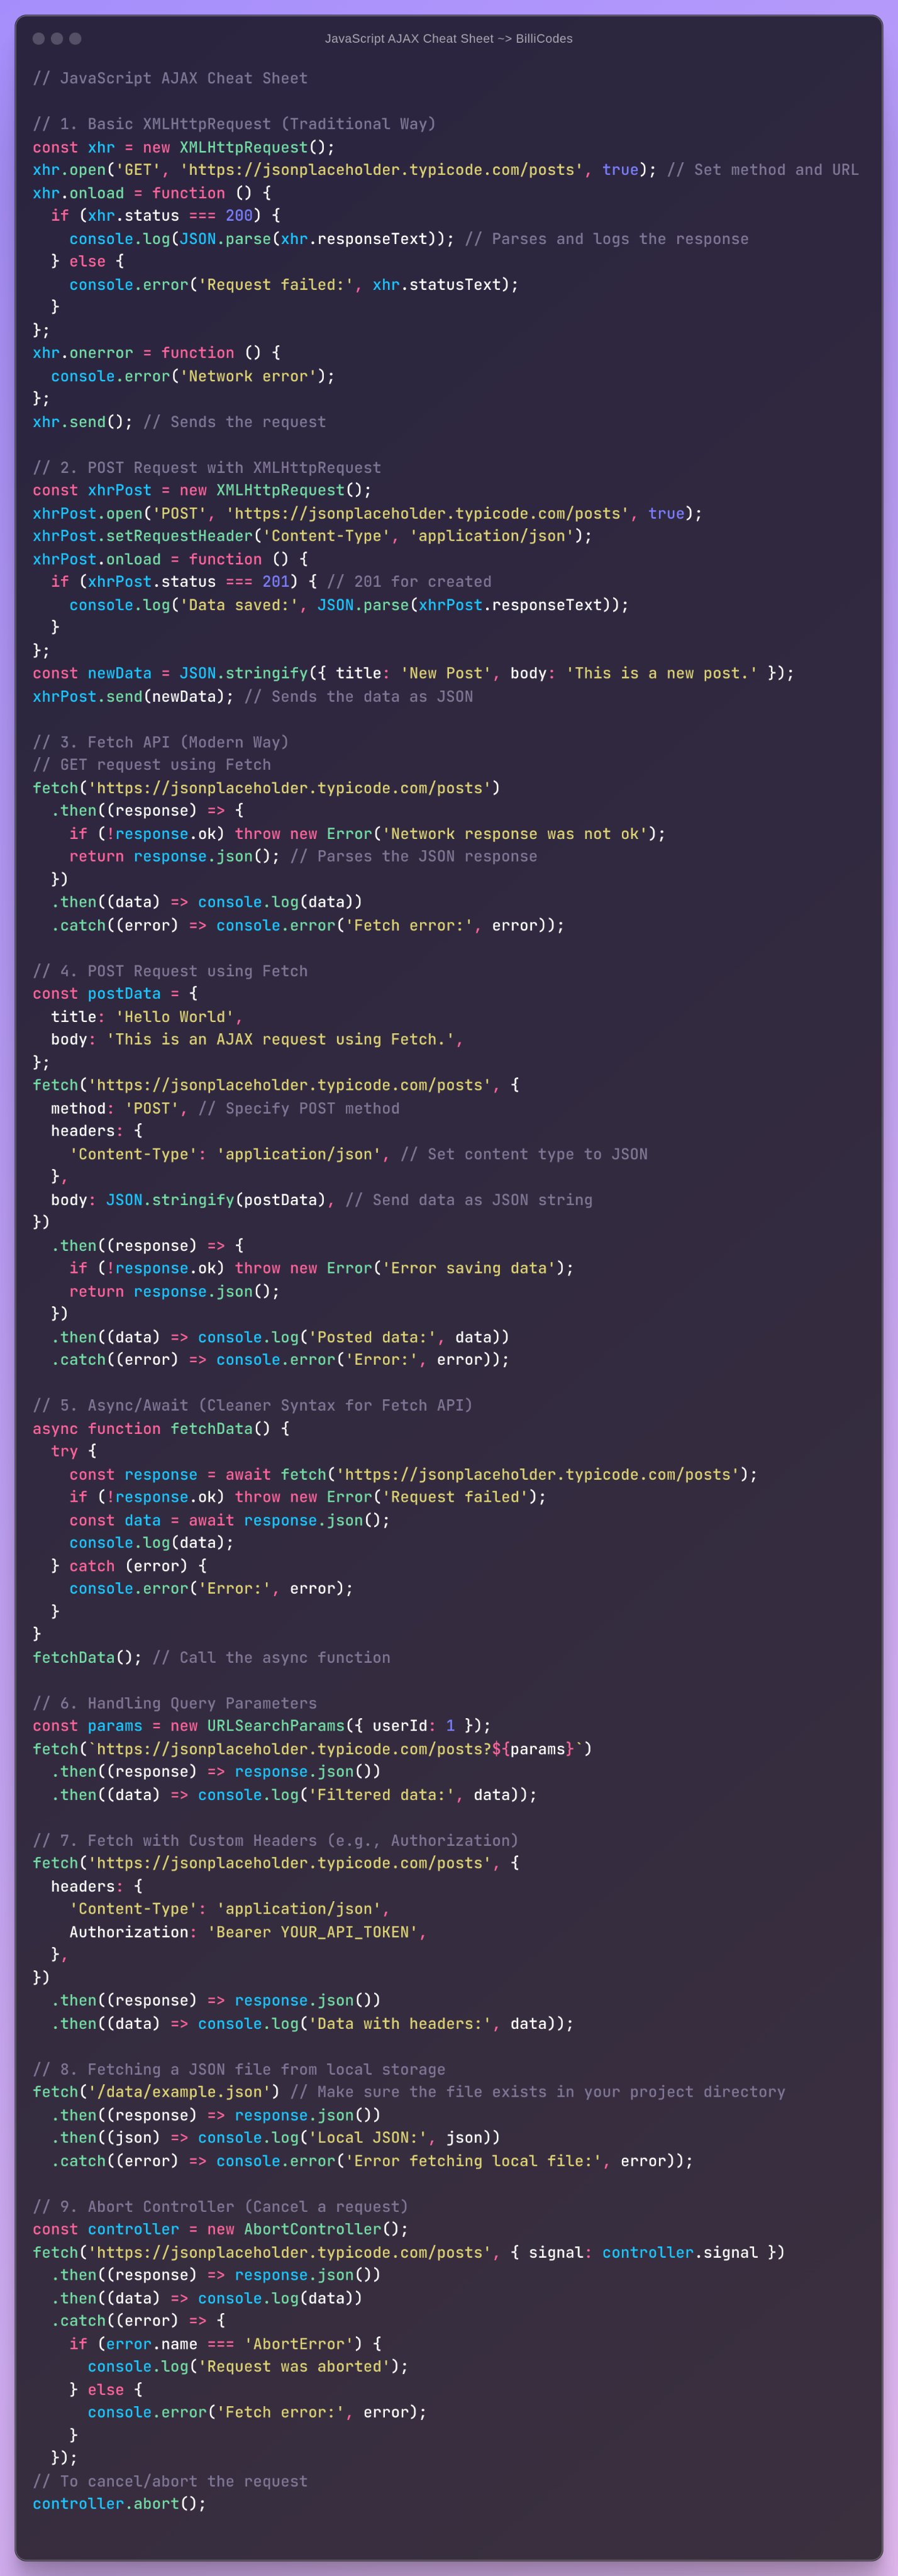 JavaScript AJAX Cheat Sheet ~> BilliCodes
// JavaScript AJAX Cheat Sheet

// 1. Basic XMLHttpRequest (Traditional Way)
const xhr = new XMLHttpRequest();
xhr.open('GET', 'https://jsonplaceholder.typicode.com/posts', true); // Set method and URL
xhr.onload = function () {
  if (xhr.status === 200) {
    console.log(JSON.parse(xhr.responseText)); // Parses and logs the response
  } else {
    console.error('Request failed:', xhr.statusText);
  }
};
xhr.onerror = function () {
  console.error('Network error');
};
xhr.send(); // Sends the request

// 2. POST Request with XMLHttpRequest
const xhrPost = new XMLHttpRequest();
xhrPost.open('POST', 'https://jsonplaceholder.typicode.com/posts', true);
xhrPost.setRequestHeader('Content-Type', 'application/json');
xhrPost.onload = function () {
  if (xhrPost.status === 201) { // 201 for created
    console.log('Data saved:', JSON.parse(xhrPost.responseText));
  }
};
const newData = JSON.stringify({ title: 'New Post', body: 'This is a new post.' });
xhrPost.send(newData); // Sends the data as JSON

// 3. Fetch API (Modern Way)
// GET request using Fetch
fetch('https://jsonplaceholder.typicode.com/posts')
  .then((response) => {
    if (!response.ok) throw new Error('Network response was not ok');
    return response.json(); // Parses the JSON response
  })
  .then((data) => console.log(data))
  .catch((error) => console.error('Fetch error:', error));

// 4. POST Request using Fetch
const postData = {
  title: 'Hello World',
  body: 'This is an AJAX request using Fetch.',
};
fetch('https://jsonplaceholder.typicode.com/posts', {
  method: 'POST', // Specify POST method
  headers: {
    'Content-Type': 'application/json', // Set content type to JSON
  },
  body: JSON.stringify(postData), // Send data as JSON string
})
  .then((response) => {
    if (!response.ok) throw new Error('Error saving data');
    return response.json();
  })
  .then((data) => console.log('Posted data:', data))
  .catch((error) => console.error('Error:', error));

// 5. Async/Await (Cleaner Syntax for Fetch API)
async function fetchData() {
  try {
    const response = await fetch('https://jsonplaceholder.typicode.com/posts');
    if (!response.ok) throw new Error('Request failed');
    const data = await response.json();
    console.log(data);
  } catch (error) {
    console.error('Error:', error);
  }
}
fetchData(); // Call the async function

// 6. Handling Query Parameters
const params = new URLSearchParams({ userId: 1 });
fetch(`https://jsonplaceholder.typicode.com/posts?${params}`)
  .then((response) => response.json())
  .then((data) => console.log('Filtered data:', data));

// 7. Fetch with Custom Headers (e.g., Authorization)
fetch('https://jsonplaceholder.typicode.com/posts', {
  headers: {
    'Content-Type': 'application/json',
    Authorization: 'Bearer YOUR_API_TOKEN',
  },
})
  .then((response) => response.json())
  .then((data) => console.log('Data with headers:', data));

// 8. Fetching a JSON file from local storage
fetch('/data/example.json') // Make sure the file exists in your project directory
  .then((response) => response.json())
  .then((json) => console.log('Local JSON:', json))
  .catch((error) => console.error('Error fetching local file:', error));

// 9. Abort Controller (Cancel a request)
const controller = new AbortController();
fetch('https://jsonplaceholder.typicode.com/posts', { signal: controller.signal })
  .then((response) => response.json())
  .then((data) => console.log(data))
  .catch((error) => {
    if (error.name === 'AbortError') {
      console.log('Request was aborted');
    } else {
      console.error('Fetch error:', error);
    }
  });
// To cancel/abort the request
controller.abort();